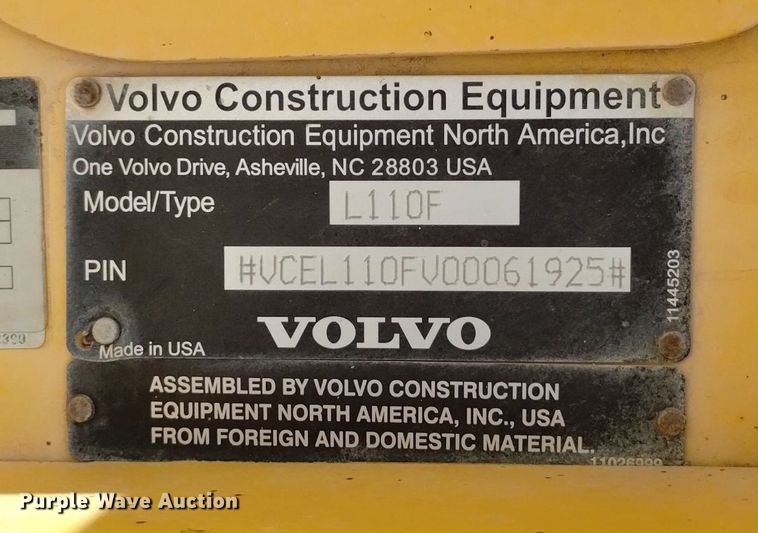 Volvo Construction Equipment
Volvo Construction Equipment North America,Inc
One Volvo Drive, Asheville, NC 28803 USA
Model/Type L110F
PIN #VCEL110FV00061925#
11445203
VOLVO
Made in USA
ASSEMBLED BY VOLVO CONSTRUCTION
EQUIPMENT NORTH AMERICA, INC., USA
FROM FOREIGN AND DOMESTIC MATERIAL.
Purple Wave Auction